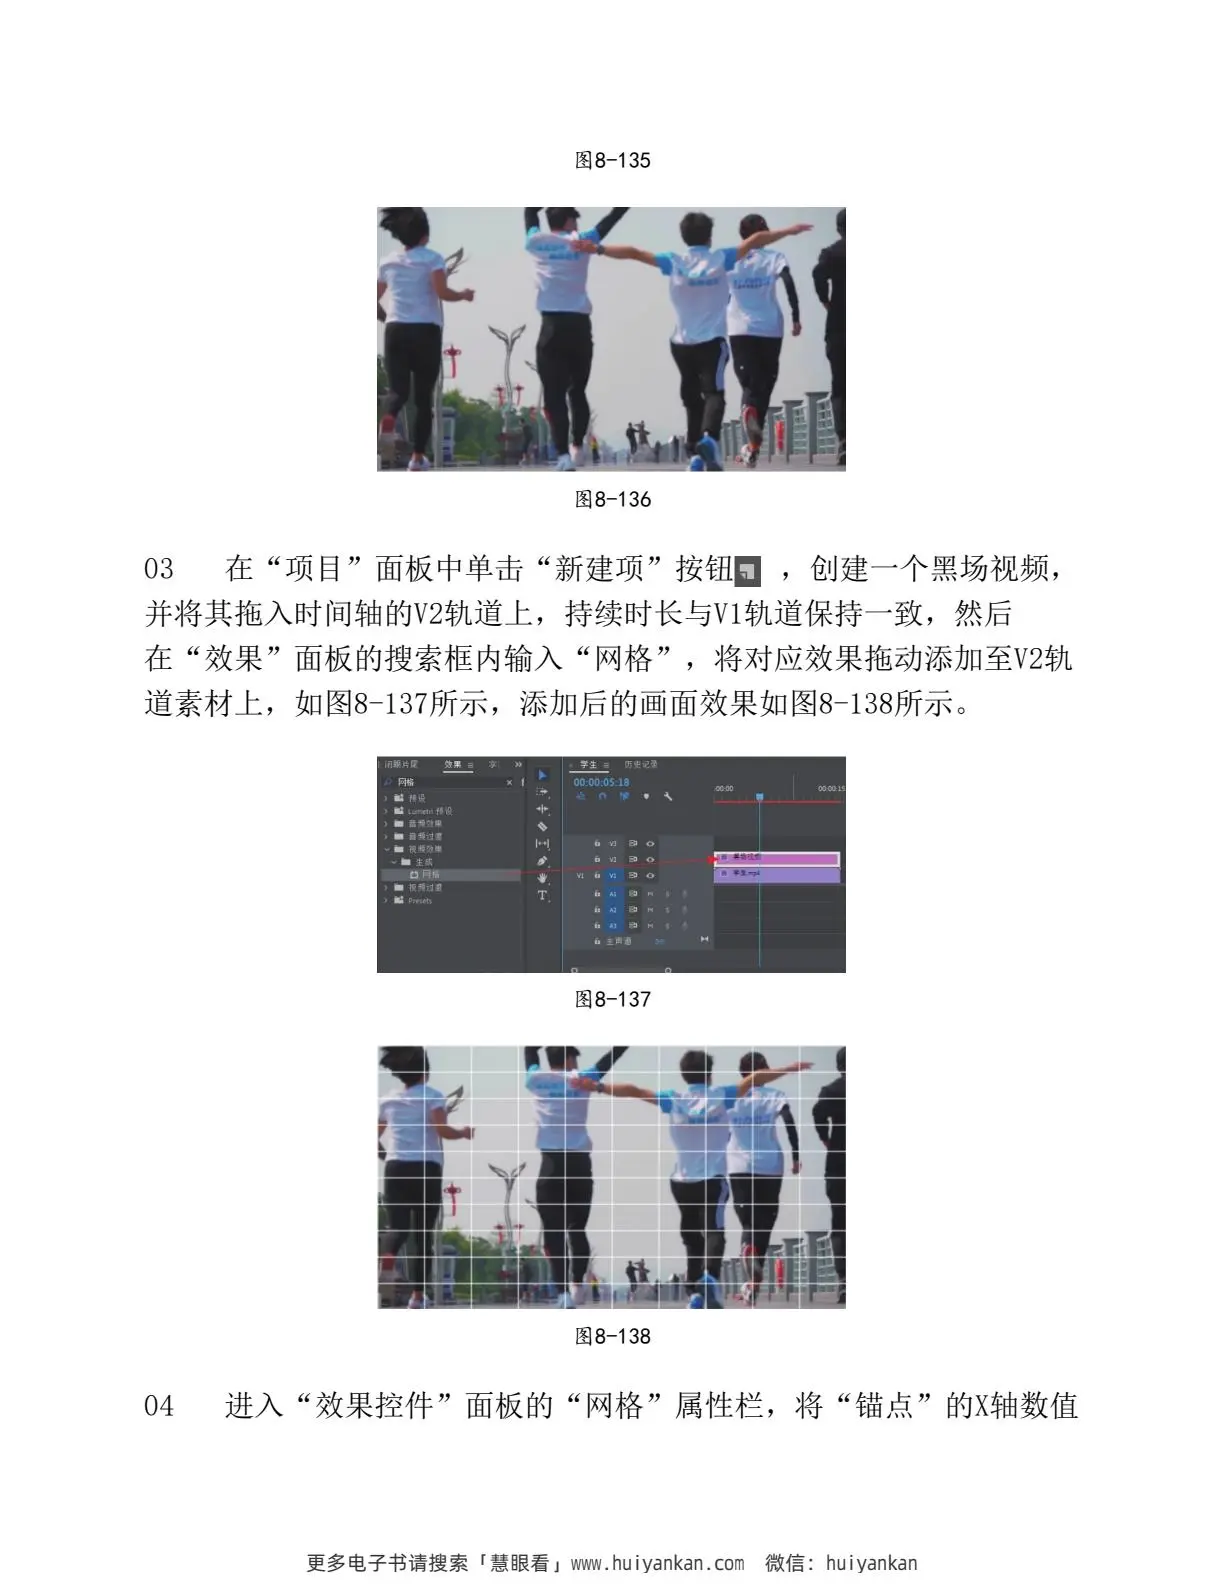 图8-135
图8-136
03 在“项目”面板中单击“新建项”按钮 ，创建一个黑场视频，
并将其拖入时间轴的V2轨道上，持续时长与V1轨道保持一致，然后
在“效果”面板的搜索框内输入“网格”，将对应效果拖动添加至V2轨
道素材上，如图8-137所示，添加后的画面效果如图8-138所示。
闭眼片尾 效果 字
网格
预设
Lumetri 预设
音频效果
音频过渡
视频效果
生成
网格
视频过渡
Presets
学生 历史记录
00:00:05:18
:00:00 00:00:15
V3
V2 黑场视频
V1 V1 学生.mp4
A1 M S
A2 M S
A3 M S
主声道 0.0
图8-137
图8-138
04 进入“效果控件”面板的“网格”属性栏，将“锚点”的X轴数值
更多电子书请搜索「慧眼看」www.huiyankan.com 微信：huiyankan